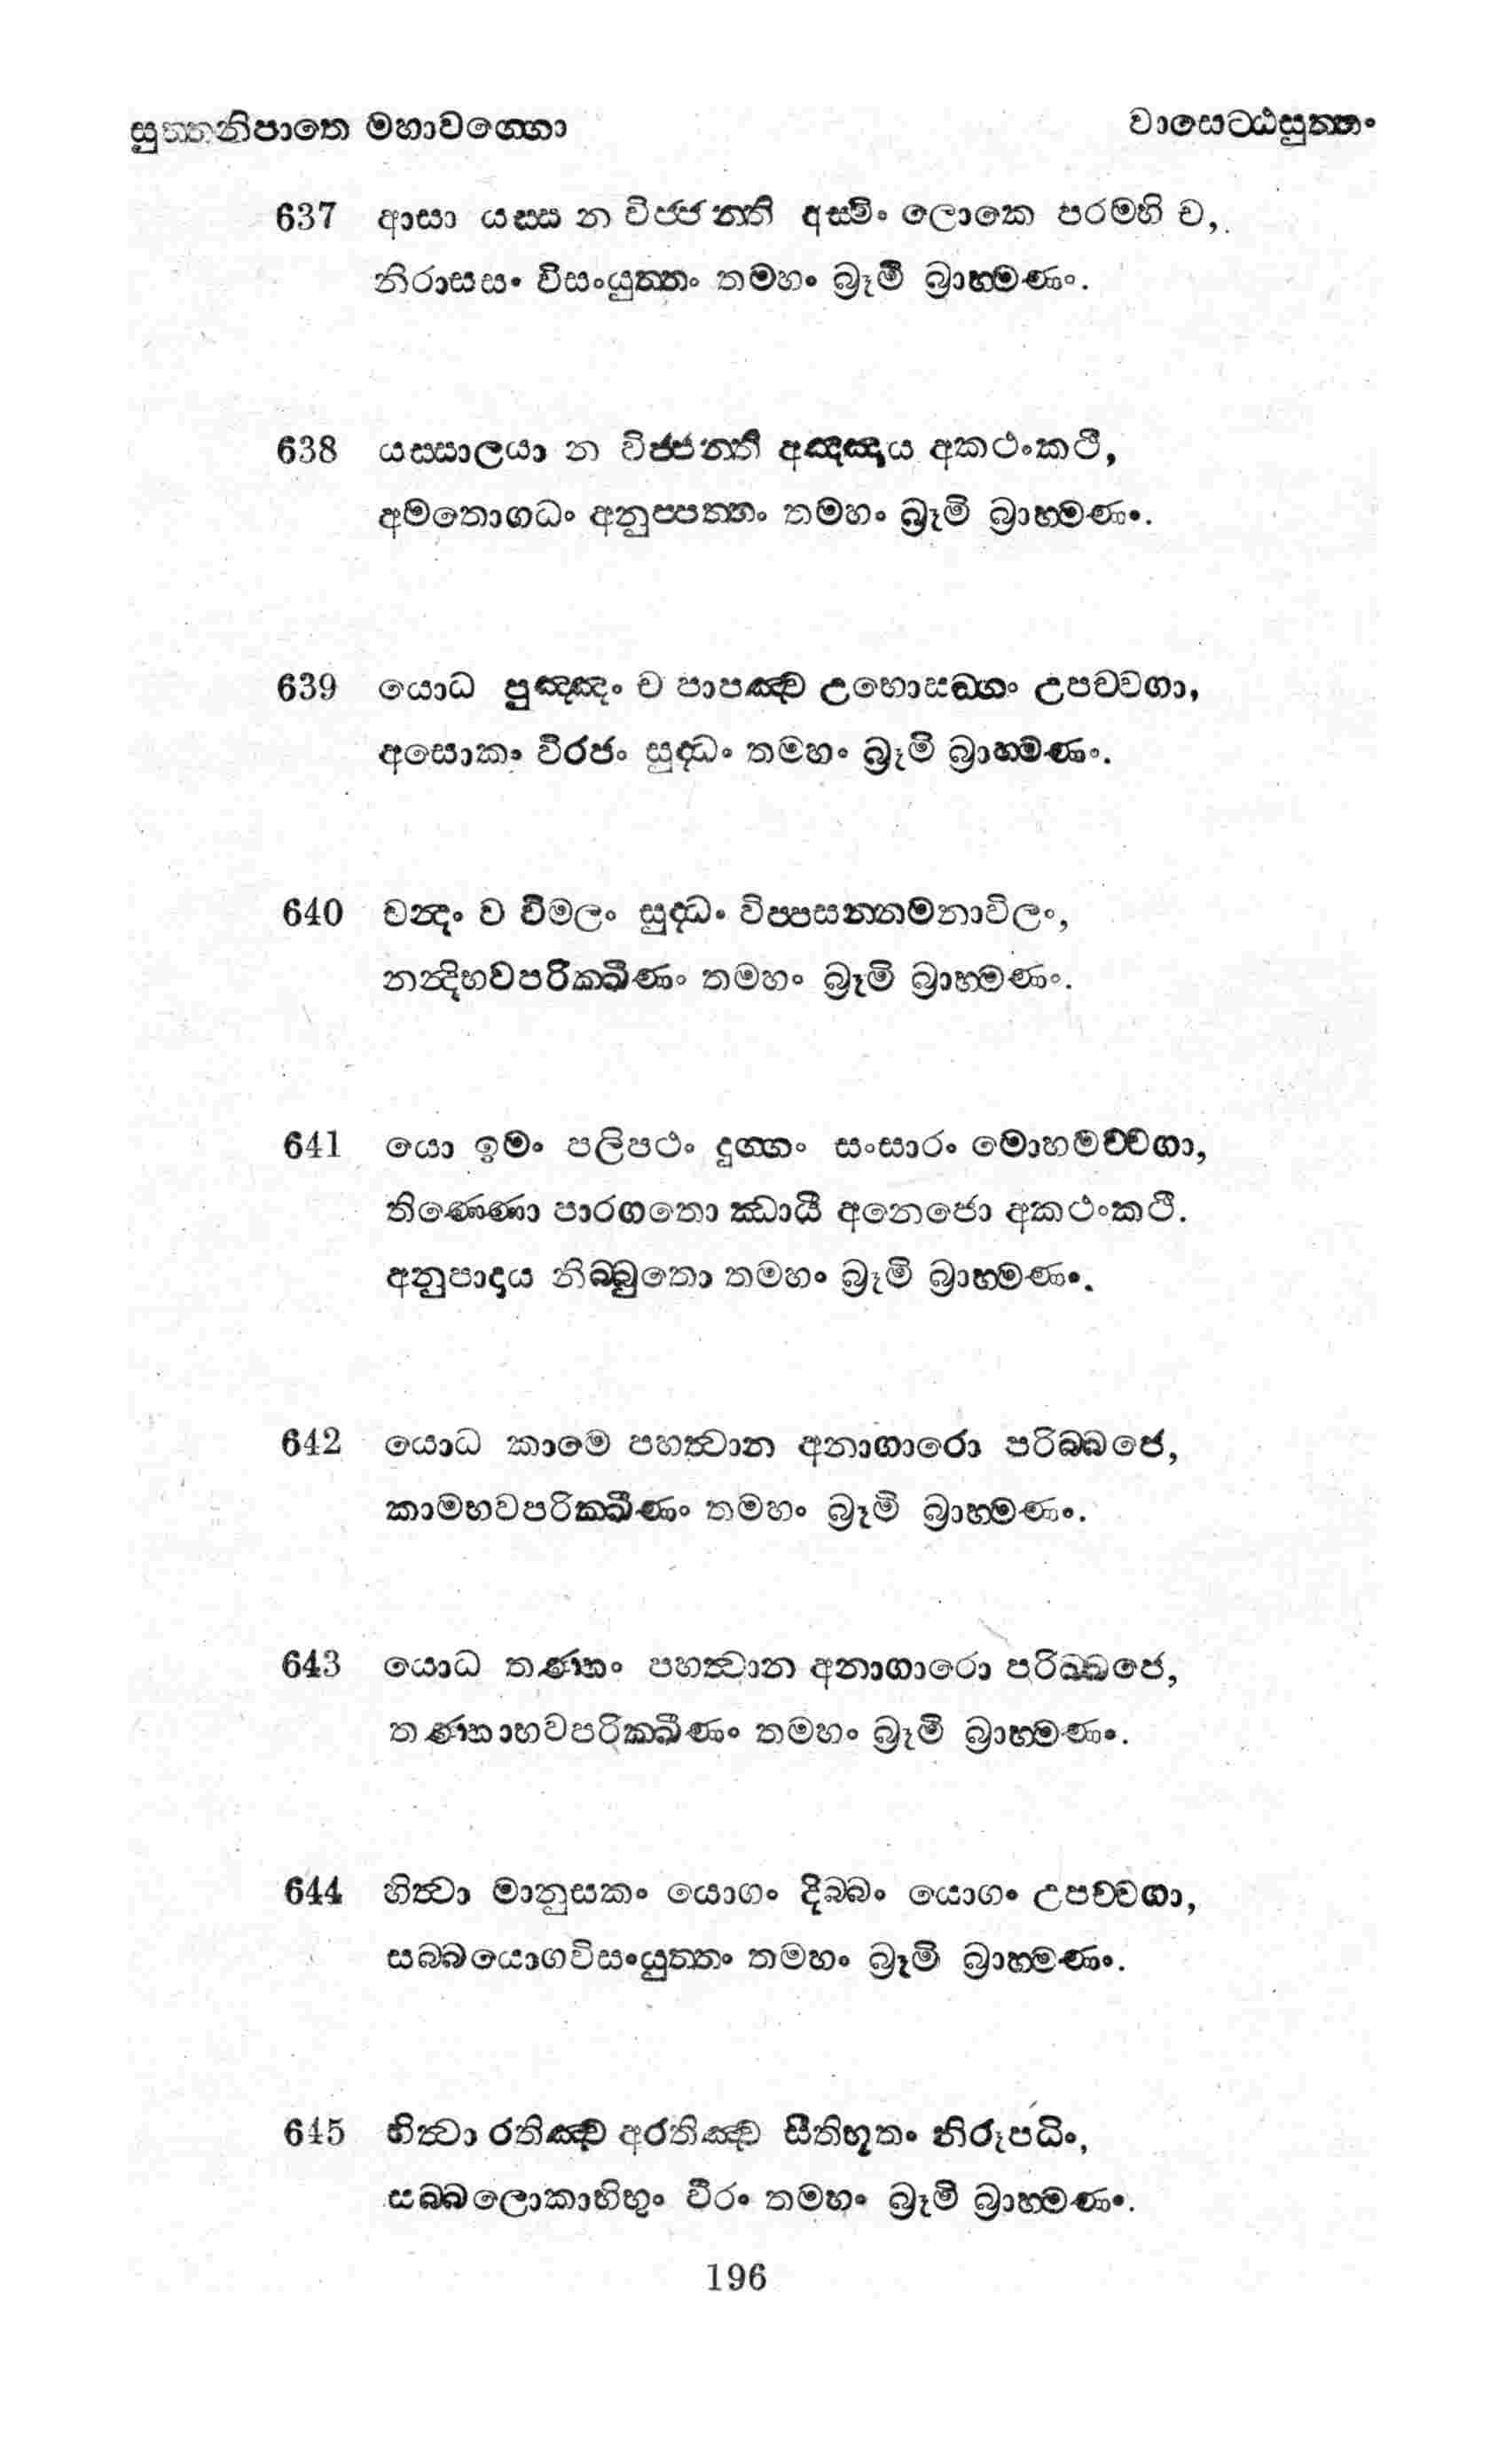 සුත්තනිපාතෙ මහාවග්ගො
වාසෙට්ඨසුත්තං
637 ආසා යස්ස න විජ්ජන්ති අස්මිං ලොකෙ පරම්හි ච,
නිරාසසං විසංයුත්තං තමහං බ්‍රූමි බ්‍රාහ්මණං.
638 යස්සාලයා න විජ්ජන්ති අඤ්ඤාය අකථංකථී,
අමතොගධං අනුප්පත්තං තමහං බ්‍රූමි බ්‍රාහ්මණං.
639 යොධ පුඤ්ඤං ච පාපඤ්ච උභොසඞ්ගං උපච්චගා,
අසොකං විරජං සුද්ධං තමහං බ්‍රූමි බ්‍රාහ්මණං.
640 චන්දං ව විමලං සුද්ධං විප්පසන්නමනාවිලං,
නන්දිභවපරික්ඛීණං තමහං බ්‍රූමි බ්‍රාහ්මණං.
641 යො ඉමං පලිපථං දුග්ගං සංසාරං මොහමච්චගා,
තිණ්ණො පාරගතො ඣායී අනෙජො අකථංකථී.
අනුපාදාය නිබ්බුතො තමහං බ්‍රූමි බ්‍රාහ්මණං.
642 යොධ කාමෙ පහත්වාන අනාගාරො පරිබ්බජෙ,
කාමභවපරික්ඛීණං තමහං බ්‍රූමි බ්‍රාහ්මණං.
643 යොධ තණ්හං පහත්වාන අනාගාරො පරිබ්බජෙ,
තණ්හාභවපරික්ඛීණං තමහං බ්‍රූමි බ්‍රාහ්මණං.
644 හිත්වා මානුසකං යොගං දිබ්බං යොගං උපච්චගා,
සබ්බයොගවිසංයුත්තං තමහං බ්‍රූමි බ්‍රාහ්මණං.
645 හිත්වා රතිඤ්ච අරතිඤ්ච සීතිභූතං නිරූපධිං,
සබ්බලොකාභිභුං වීරං තමහං බ්‍රූමි බ්‍රාහ්මණං.
196